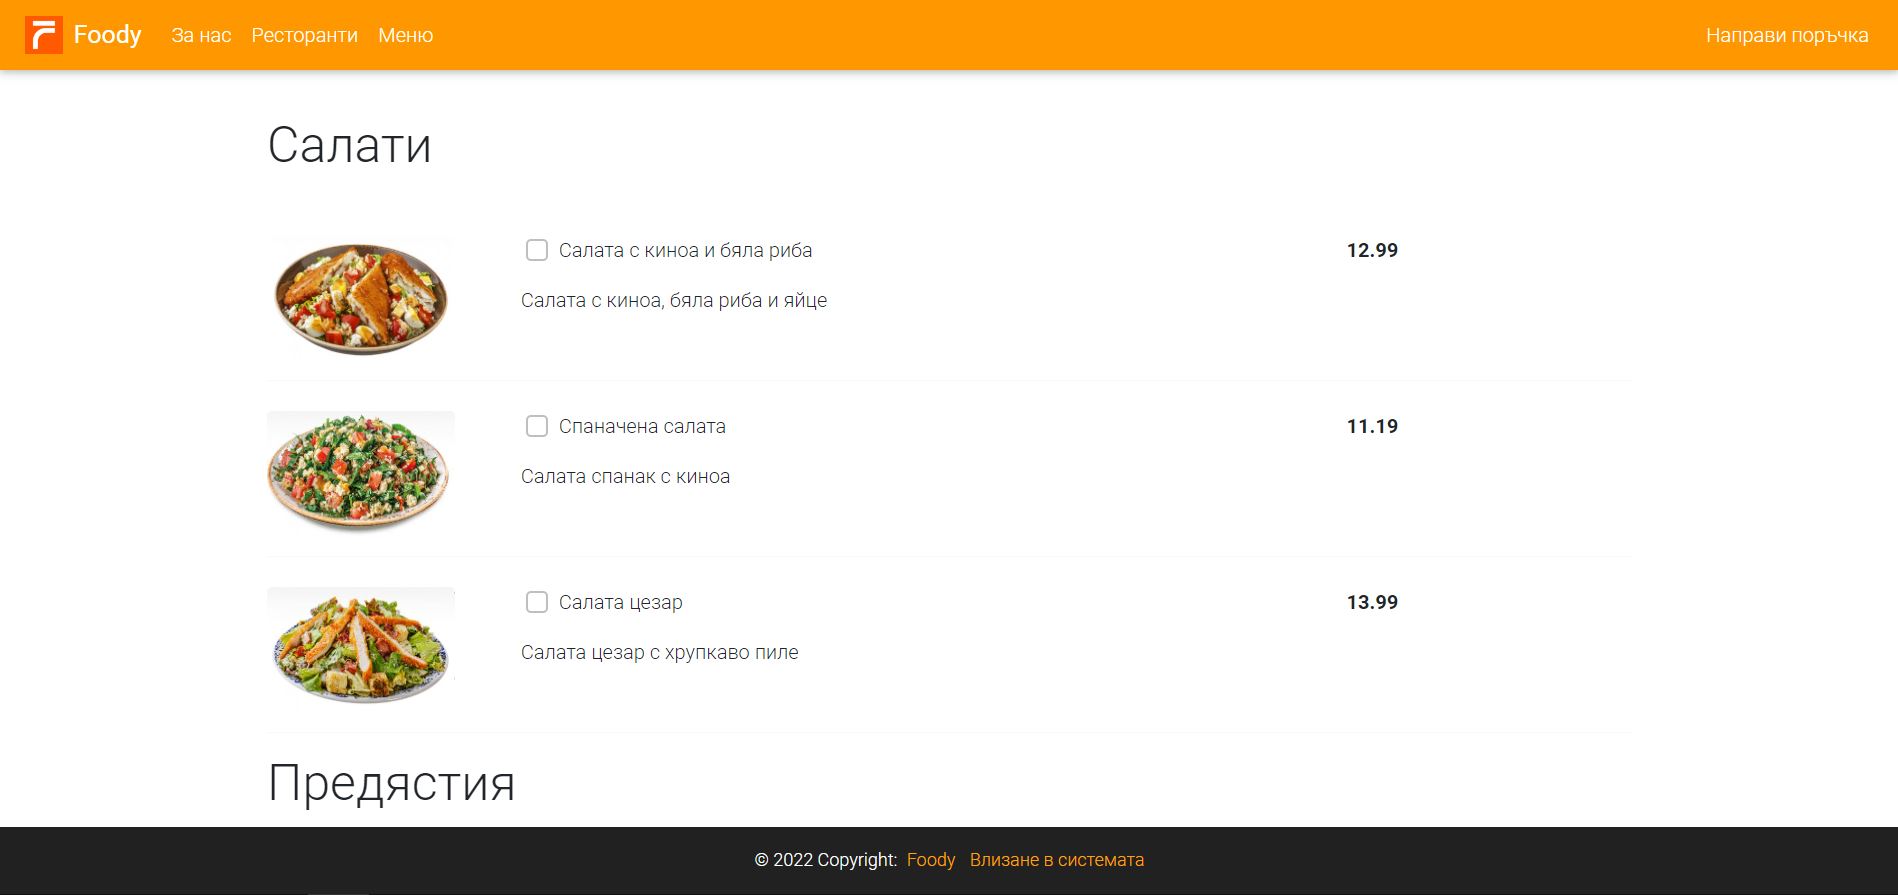 Foody За нас Ресторанти Меню Направи поръчка
Салати
Салата с киноа и бяла риба 12.99
Салата с киноа, бяла риба и яйце
Спаначена салата 11.19
Салата спанак с киноа
Салата цезар 13.99
Салата цезар с хрупкаво пиле
Предястия
© 2022 Copyright: Foody Влизане в системата